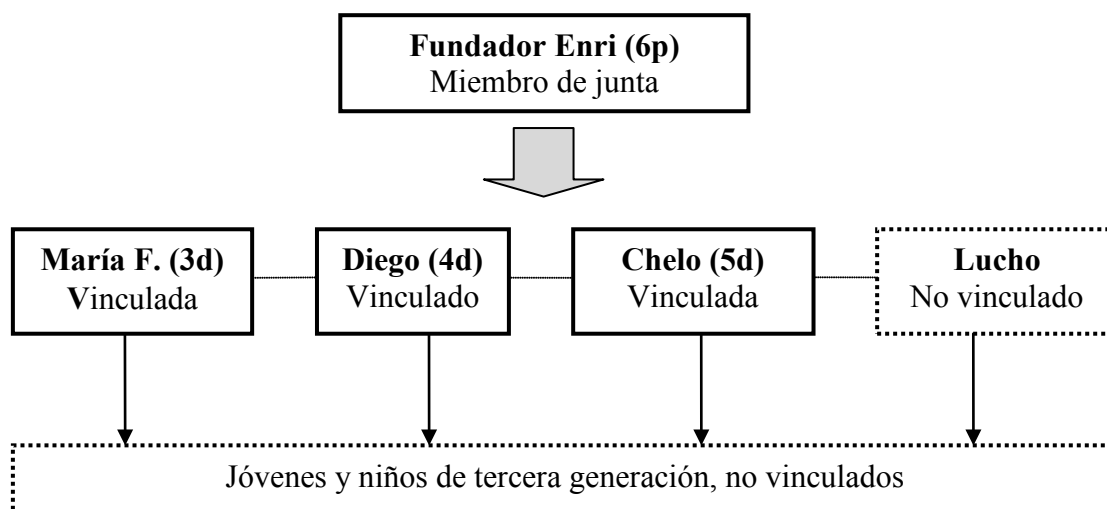 Fundador Enri (6p)
Miembro de junta
María F. (3d)
Vinculada
Diego (4d)
Vinculado
Chelo (5d)
Vinculada
Lucho
No vinculado
Jóvenes y niños de tercera generación, no vinculados